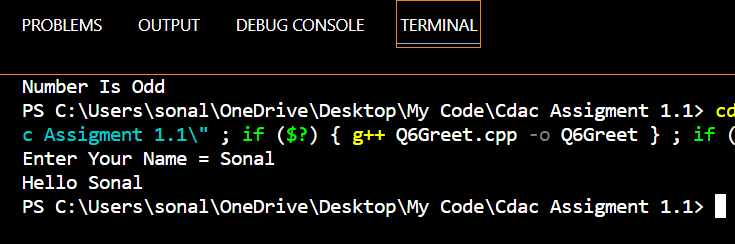 PROBLEMS OUTPUT DEBUG CONSOLE TERMINAL
Number Is Odd
PS C:\Users\sonal\OneDrive\Desktop\My Code\Cdac Assigment 1.1> cd
c Assigment 1.1\" ; if ($?) { g++ Q6Greet.cpp -o Q6Greet } ; if (
Enter Your Name = Sonal
Hello Sonal
PS C:\Users\sonal\OneDrive\Desktop\My Code\Cdac Assigment 1.1>